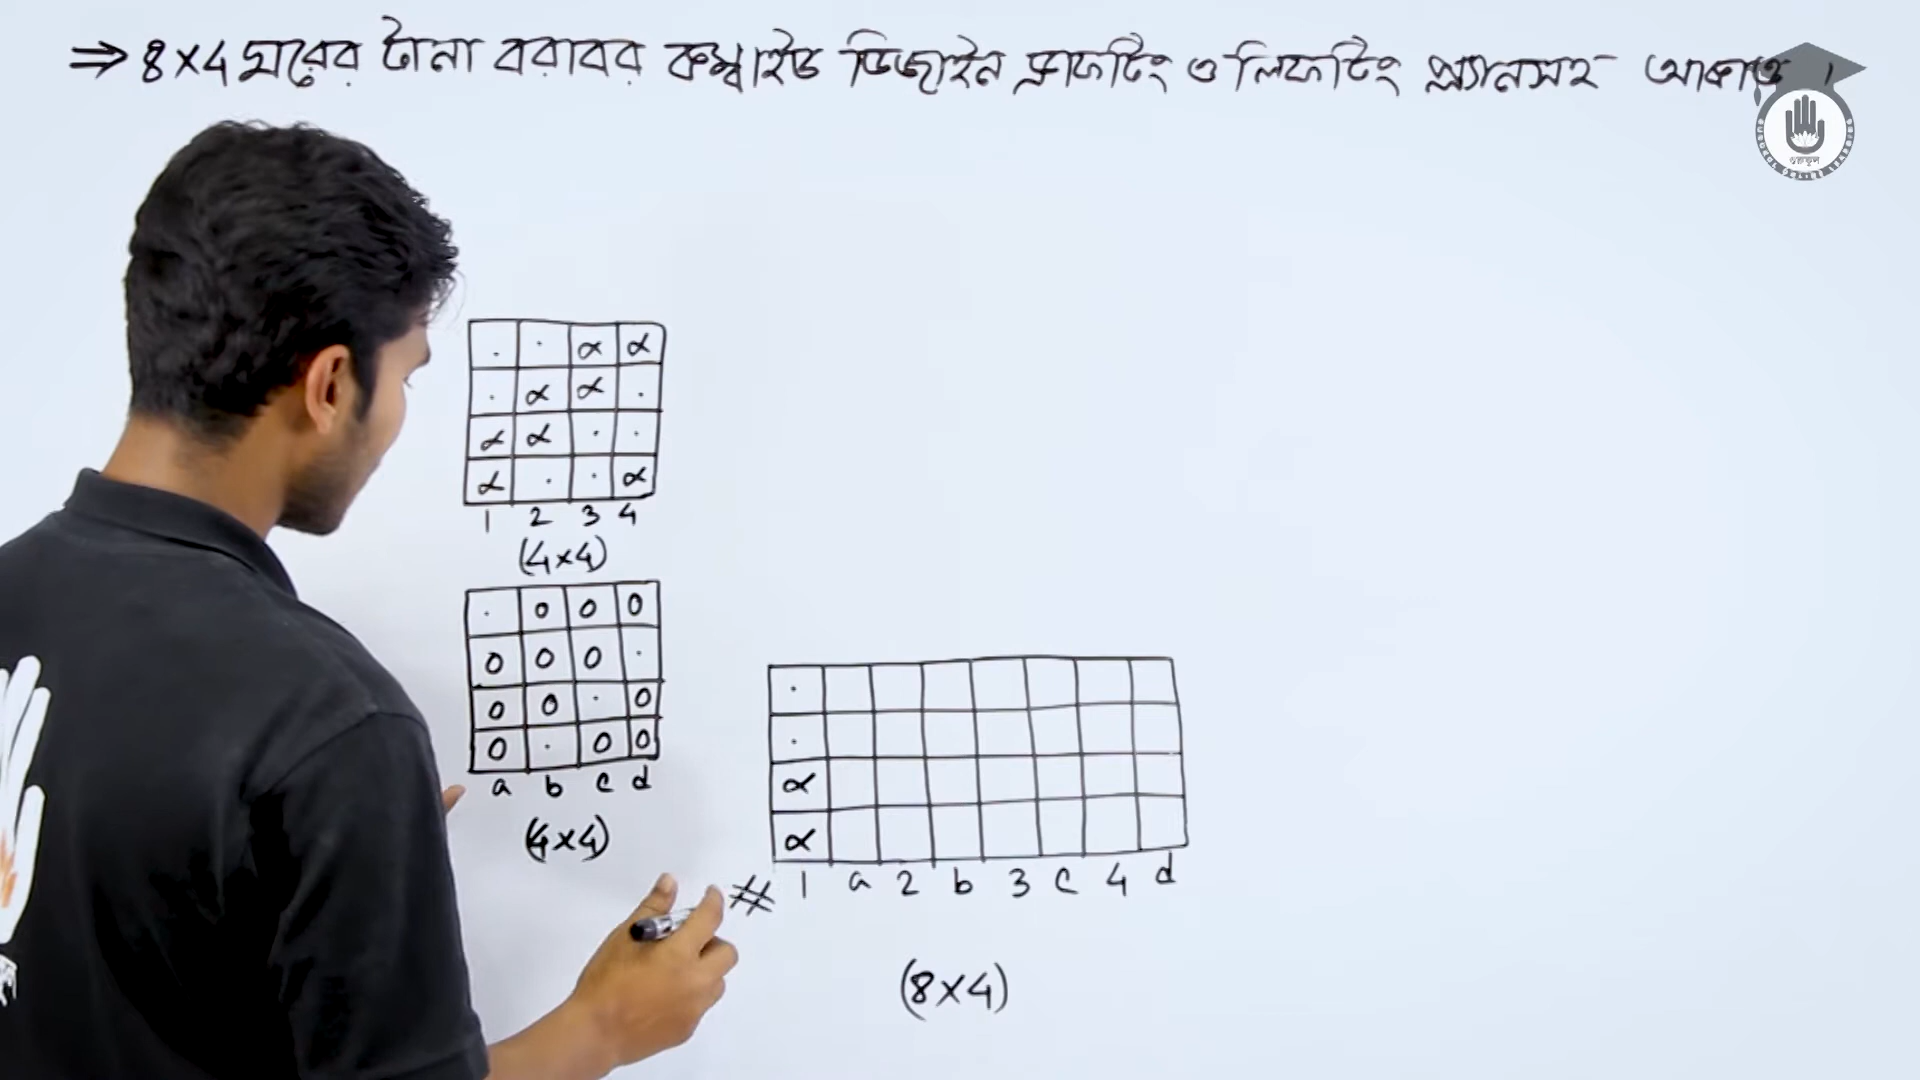 ⇒ 8×4 ঘরের টানা বরাবর কম্বাইন্ড ডিজাইন ড্রাফটিং ও লিফটিং প্ল্যানসহ আঁকাও ।
. . α α
. α α .
α α . .
α . . α
1 2 3 4
(4×4)
. 0 0 0
0 0 0 .
0 0 . 0
0 . 0 0
a b c d
(4×4)
.
.
α
α
# 1 a 2 b 3 c 4 d
(8×4)
গুরুকুল